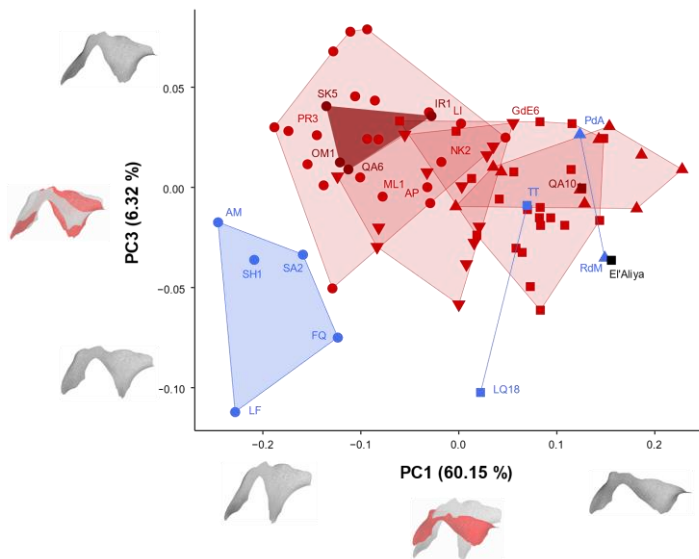 0.05
0.00
−0.05
−0.10
PC3 (6.32 %)
SK5
IR1
LI
GdE6
PR3
PdA
OM1
QA6
NK2
ML1
AP
QA10
TT
AM
SH1
SA2
RdM
El'Aliya
FQ
LQ18
LF
−0.2
−0.1
0.0
0.1
0.2
PC1 (60.15 %)